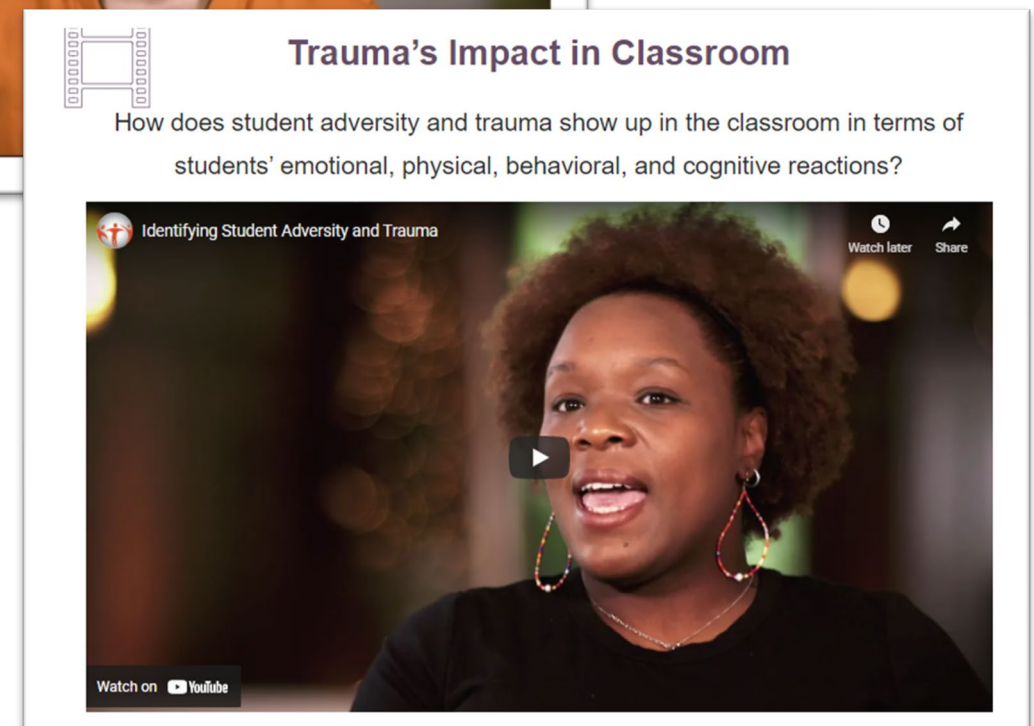 Trauma’s Impact in Classroom
How does student adversity and trauma show up in the classroom in terms of
students’ emotional, physical, behavioral, and cognitive reactions?
Identifying Student Adversity and Trauma
Watch later
Share
Watch on YouTube